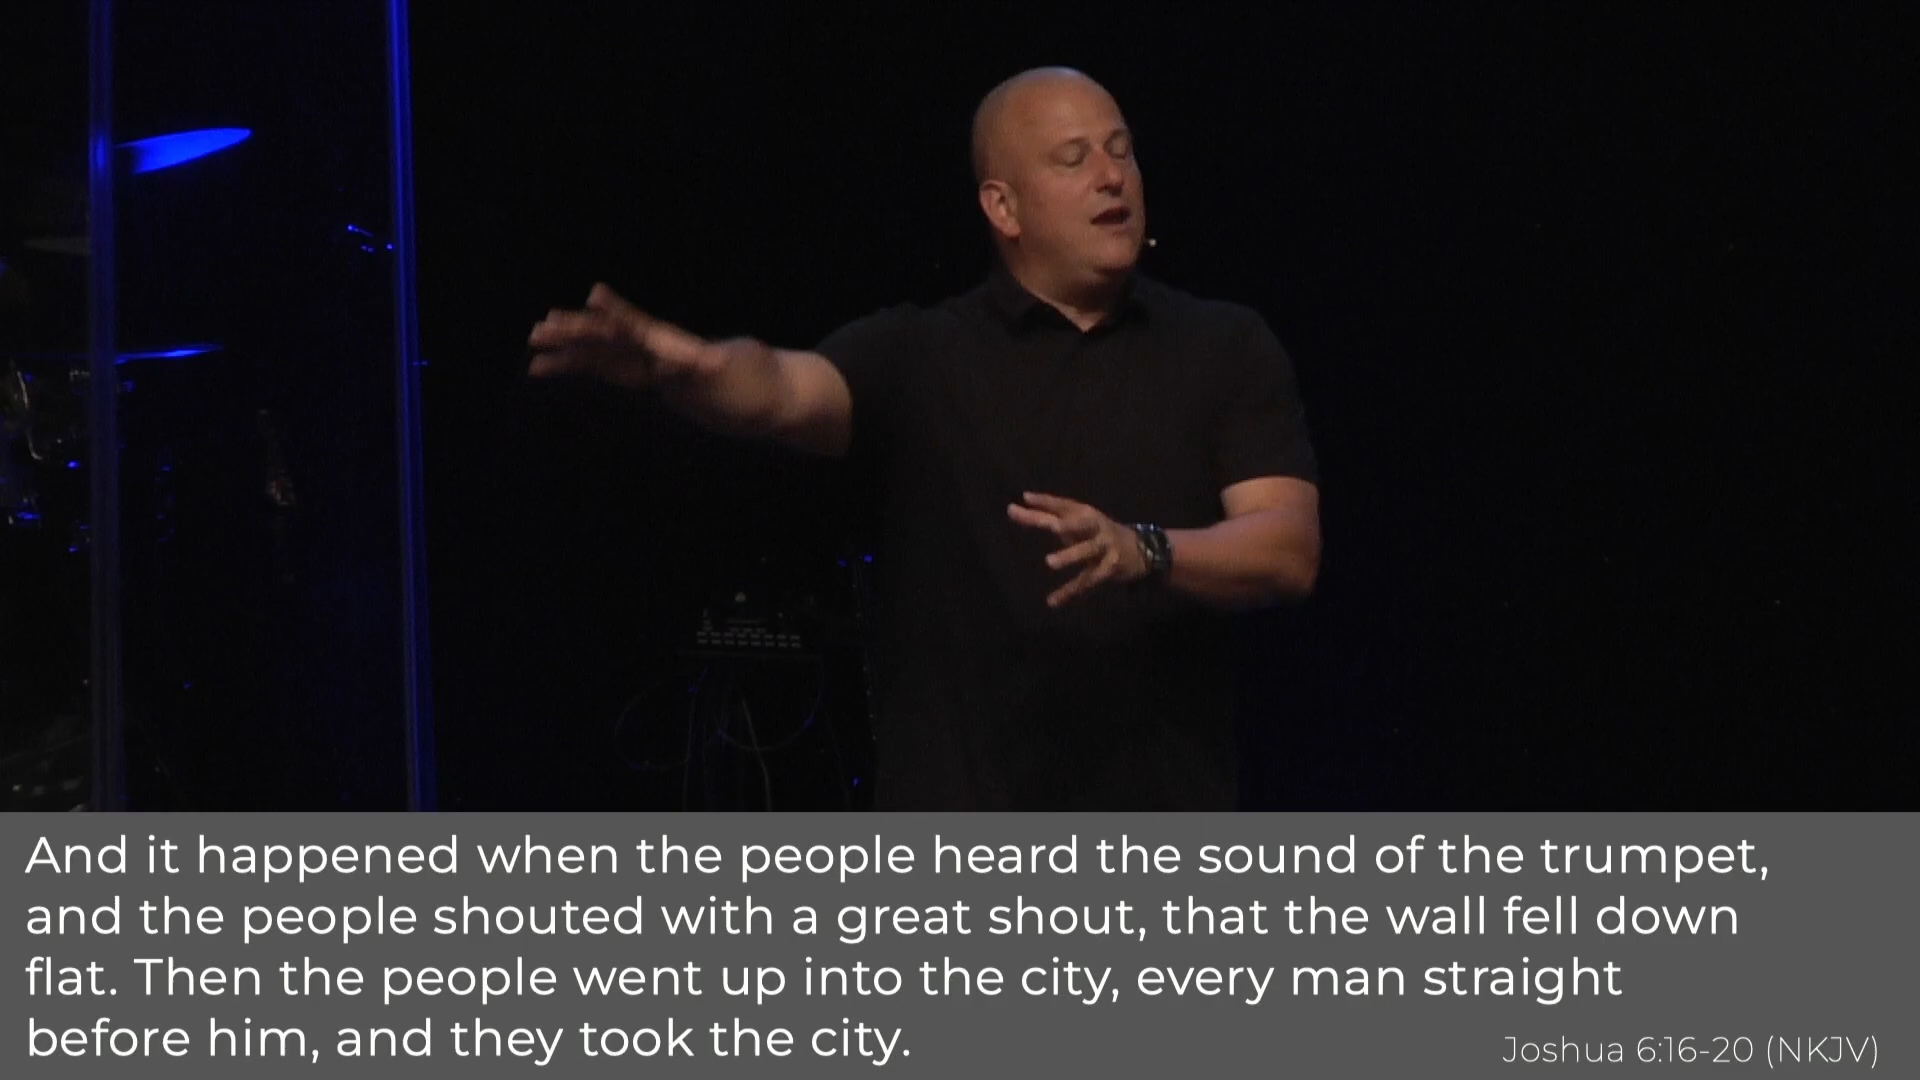 And it happened when the people heard the sound of the trumpet,
and the people shouted with a great shout, that the wall fell down
flat. Then the people went up into the city, every man straight
before him, and they took the city.
Joshua 6:16-20 (NKJV)